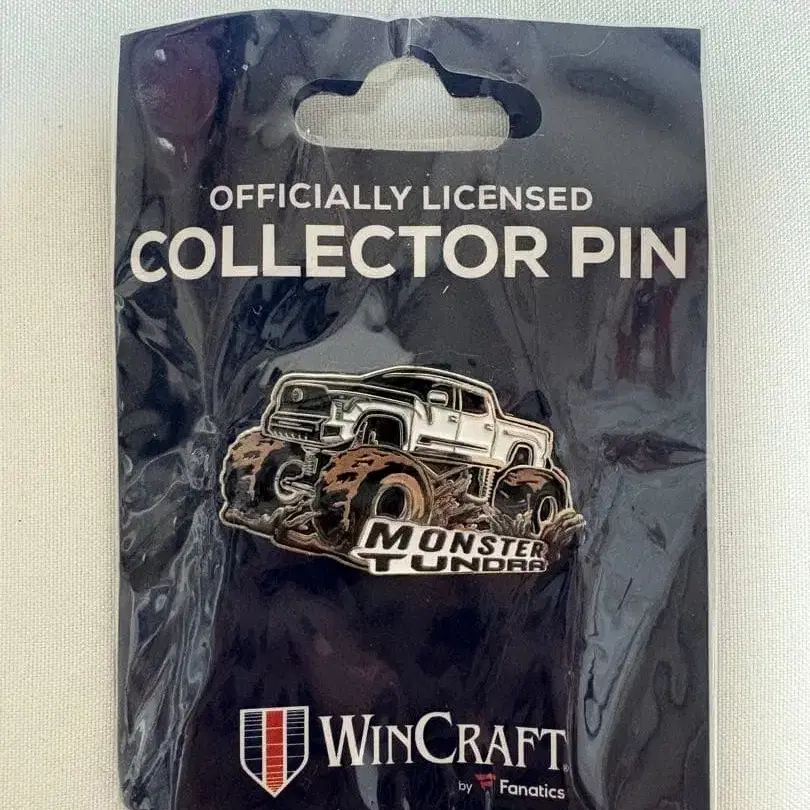 OFFICIALLY LICENSED
COLLECTOR PIN
MONSTER
TUNDRA
WINCRAFT®
by Fanatics